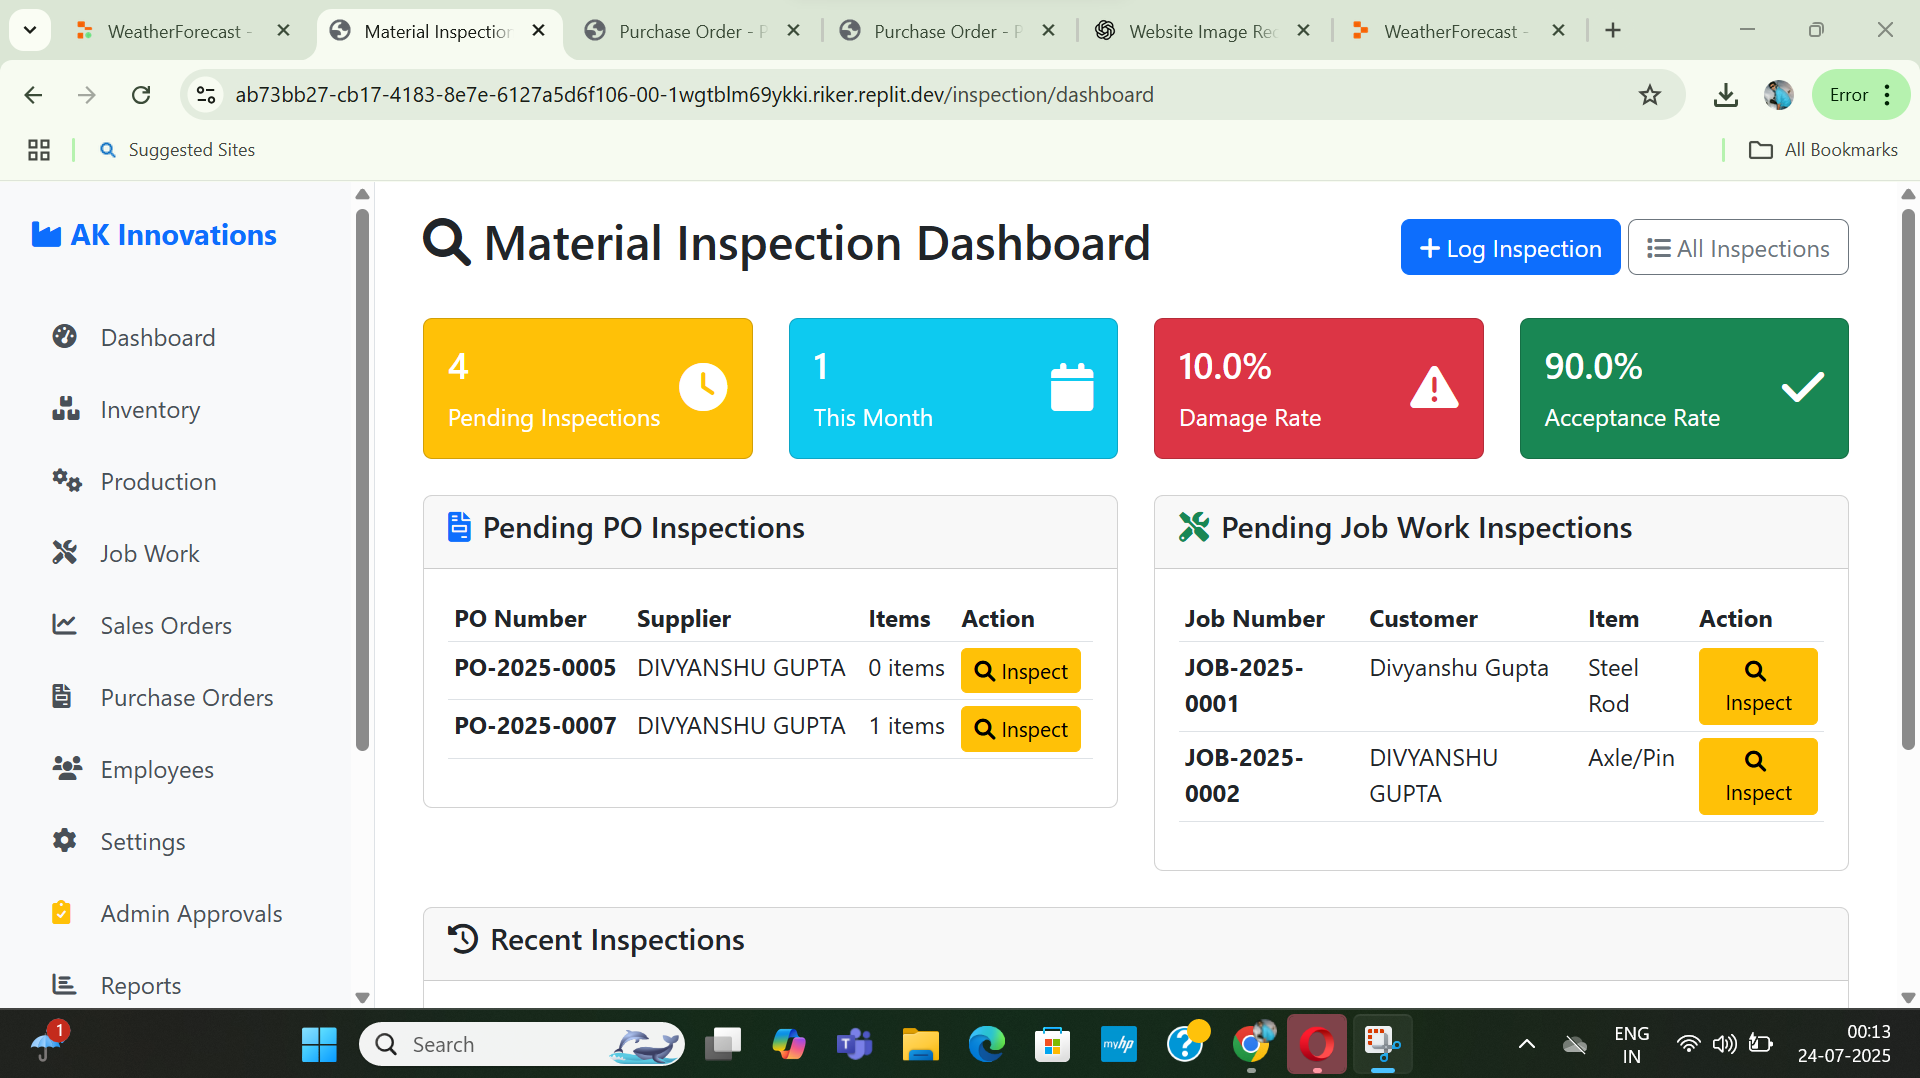 WeatherForecast -
Material Inspection
Purchase Order - P
Purchase Order - P
Website Image Rec
WeatherForecast -
ab73bb27-cb17-4183-8e7e-6127a5d6f106-00-1wgtblm69ykki.riker.replit.dev/inspection/dashboard
Error
Suggested Sites
All Bookmarks
AK Innovations
Dashboard
Inventory
Production
Job Work
Sales Orders
Purchase Orders
Employees
Settings
Admin Approvals
Reports
Material Inspection Dashboard
Log Inspection
All Inspections
4
Pending Inspections
1
This Month
10.0%
Damage Rate
90.0%
Acceptance Rate
Pending PO Inspections
PO Number Supplier Items Action
PO-2025-0005 DIVYANSHU GUPTA 0 items Inspect
PO-2025-0007 DIVYANSHU GUPTA 1 items Inspect
Pending Job Work Inspections
Job Number Customer Item Action
JOB-2025-0001 Divyanshu Gupta Steel Rod Inspect
JOB-2025-0002 DIVYANSHU GUPTA Axle/Pin Inspect
Recent Inspections
1
Search
T
myhp
?
ENG
IN
00:13
24-07-2025